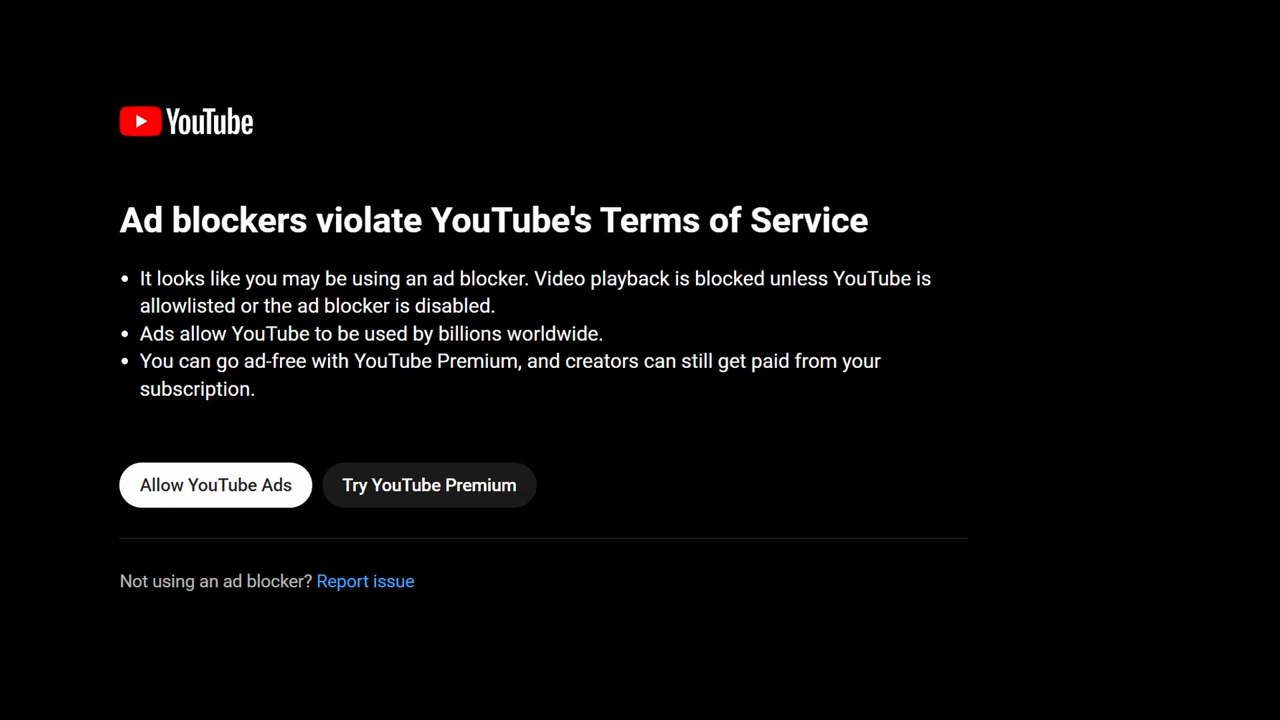 YouTube
Ad blockers violate YouTube's Terms of Service
• It looks like you may be using an ad blocker. Video playback is blocked unless YouTube is
allowlisted or the ad blocker is disabled.
• Ads allow YouTube to be used by billions worldwide.
• You can go ad-free with YouTube Premium, and creators can still get paid from your
subscription.
Allow YouTube Ads Try YouTube Premium
Not using an ad blocker? Report issue